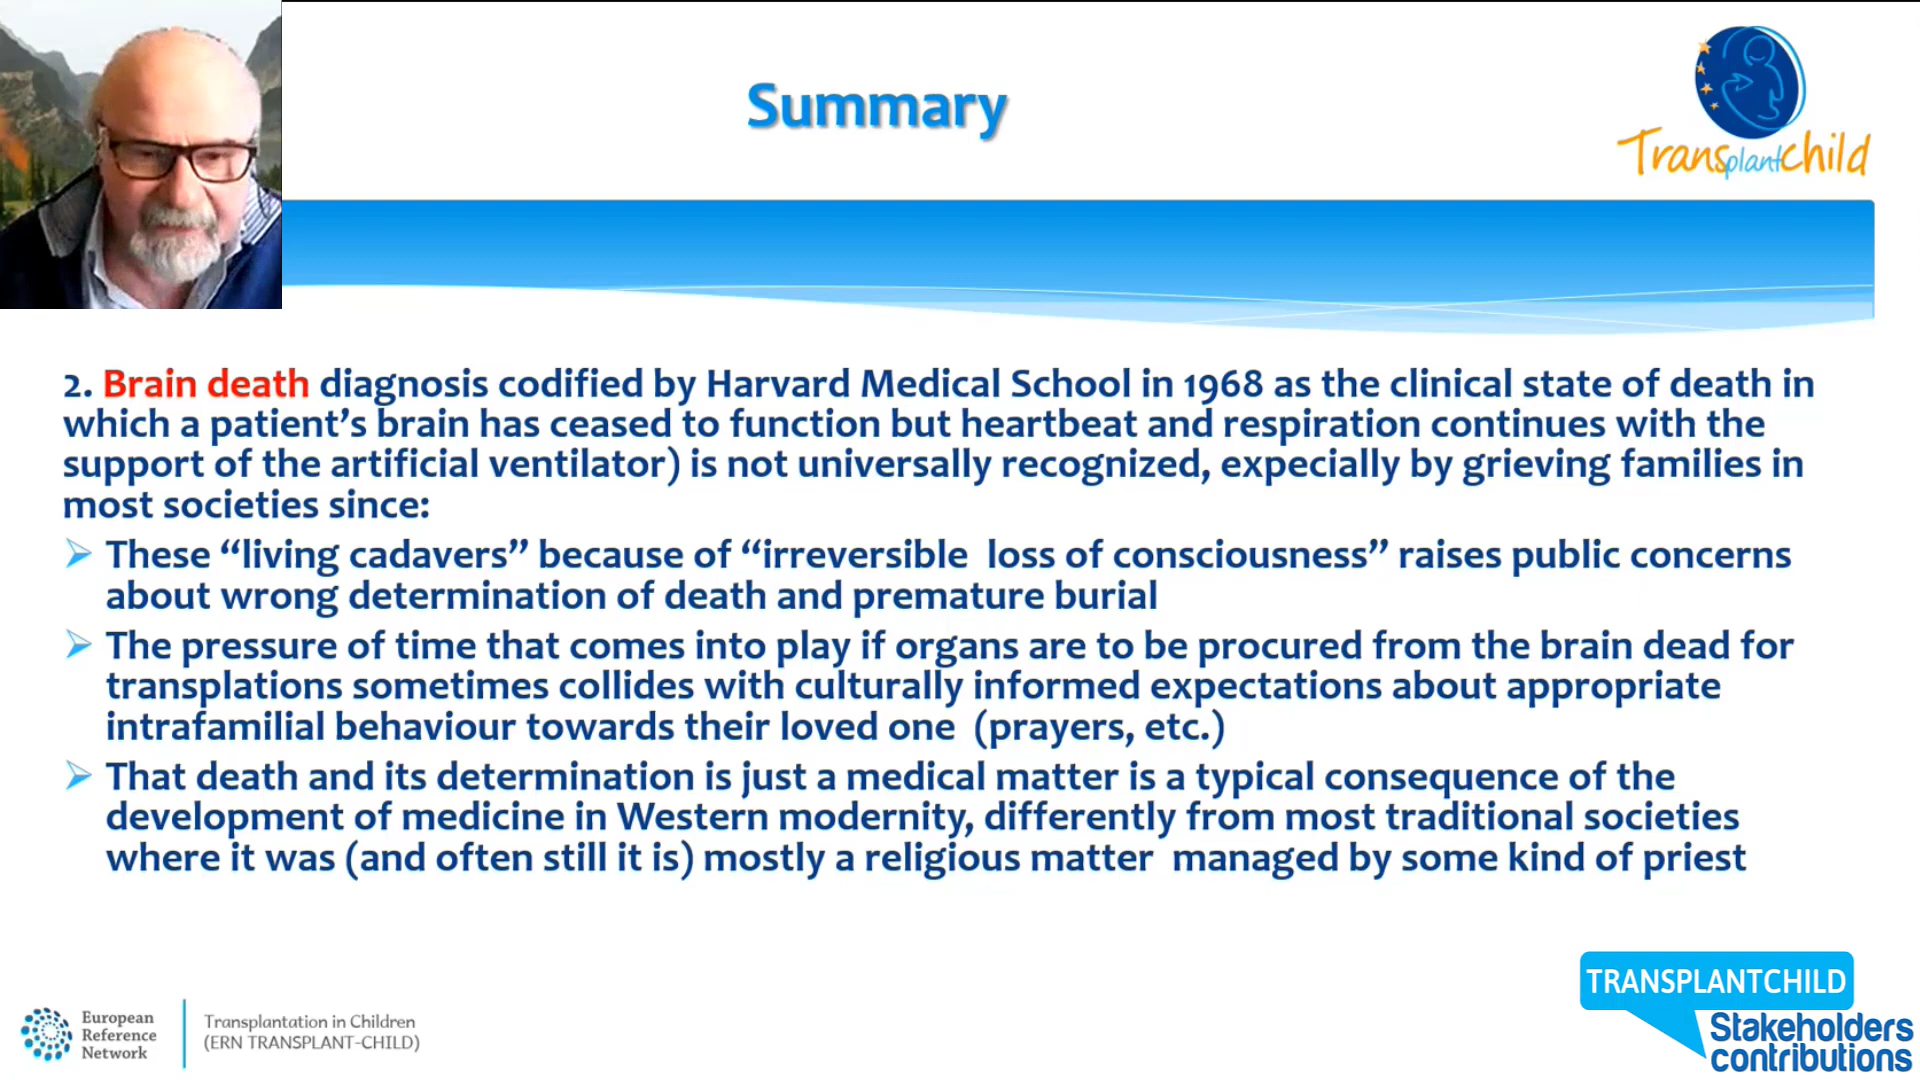 Summary
Transplantchild
2. Brain death diagnosis codified by Harvard Medical School in 1968 as the clinical state of death in
which a patient’s brain has ceased to function but heartbeat and respiration continues with the
support of the artificial ventilator) is not universally recognized, expecially by grieving families in
most societies since:
These “living cadavers” because of “irreversible loss of consciousness” raises public concerns
about wrong determination of death and premature burial
The pressure of time that comes into play if organs are to be procured from the brain dead for
transplations sometimes collides with culturally informed expectations about appropriate
intrafamilial behaviour towards their loved one (prayers, etc.)
That death and its determination is just a medical matter is a typical consequence of the
development of medicine in Western modernity, differently from most traditional societies
where it was (and often still it is) mostly a religious matter managed by some kind of priest
European
Reference
Network
Transplantation in Children
(ERN TRANSPLANT-CHILD)
TRANSPLANTCHILD
Stakeholders
contributions